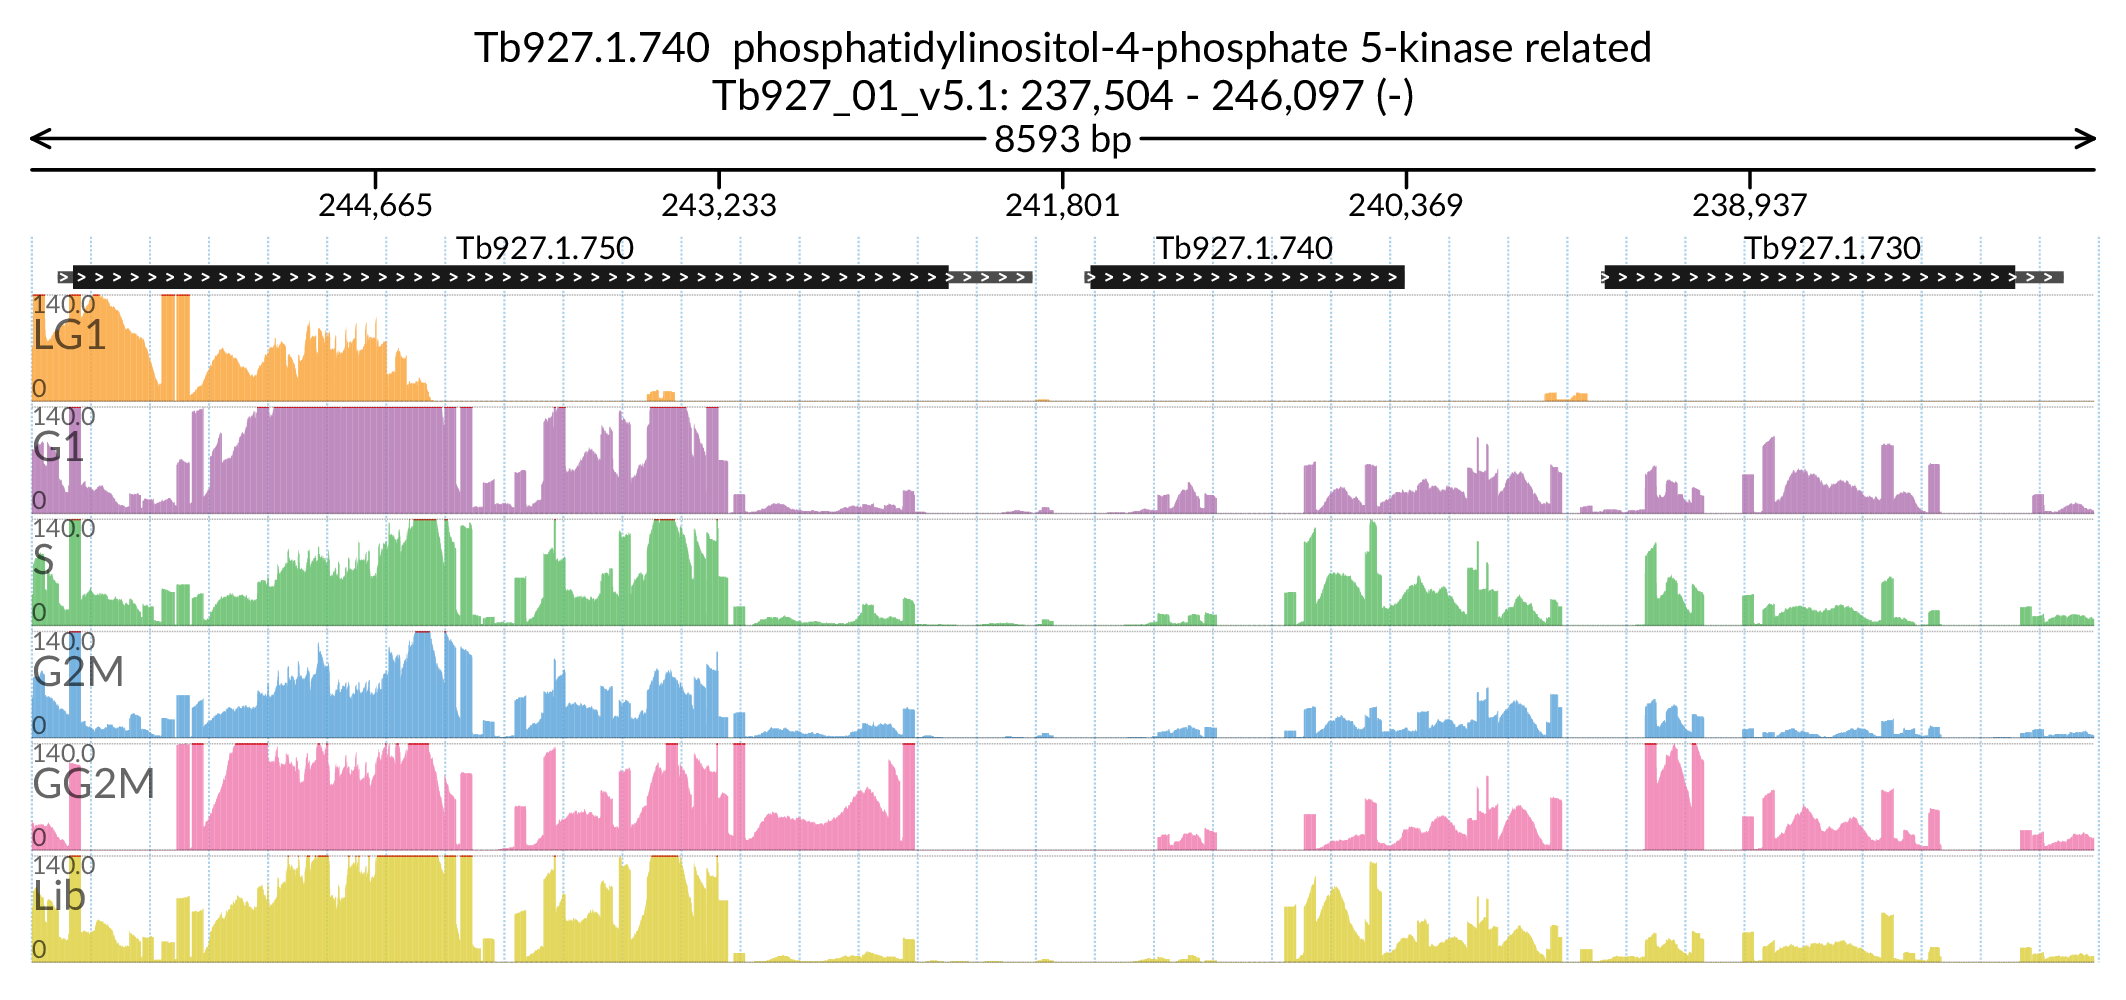 Tb927.1.740  phosphatidylinositol-4-phosphate 5-kinase related
Tb927_01_v5.1: 237,504 - 246,097 (-)
8593 bp
244,665 243,233 241,801 240,369 238,937
Tb927.1.750 Tb927.1.740 Tb927.1.730
140.0
LG1
0
140.0
G1
0
140.0
S
0
140.0
G2M
0
140.0
GG2M
0
140.0
Lib
0